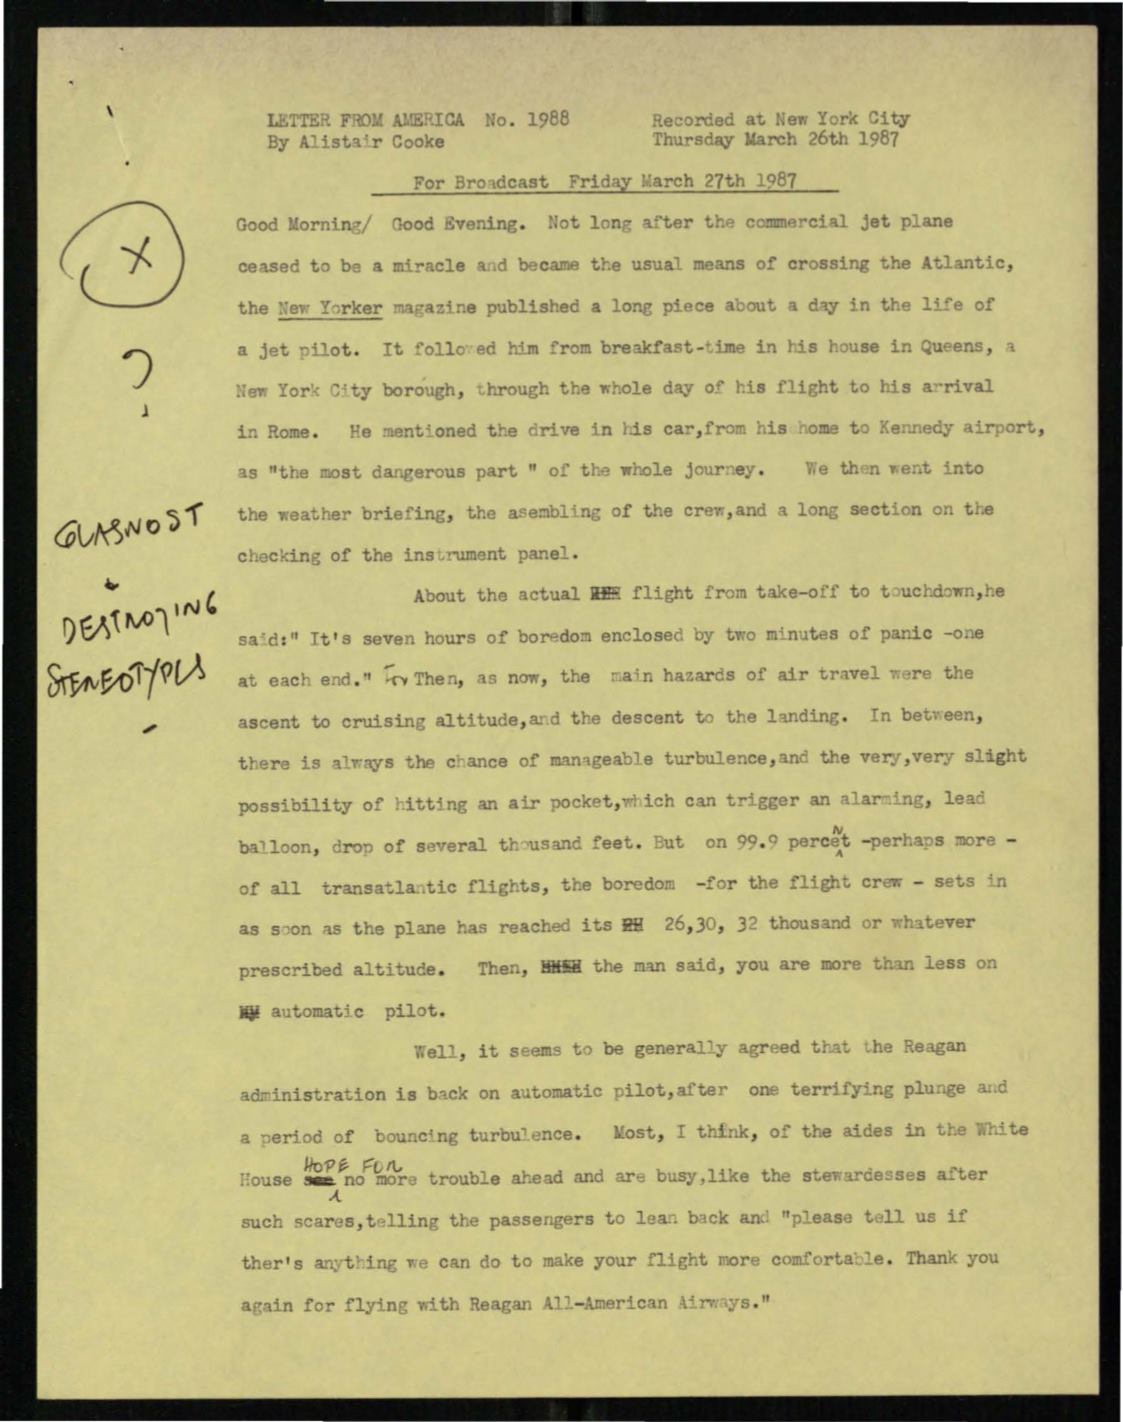 LETTER FROM AMERICA No. 1988 Recorded at New York City
By Alistair Cooke Thursday March 26th 1987
For Broadcast Friday March 27th 1987
X
?
GLASNOST
+
DESTROYING
STEREOTYPES
-
Good Morning/ Good Evening. Not long after the commercial jet plane
ceased to be a miracle and became the usual means of crossing the Atlantic,
the New Yorker magazine published a long piece about a day in the life of
a jet pilot. It followed him from breakfast-time in his house in Queens, a
New York City borough, through the whole day of his flight to his arrival
in Rome. He mentioned the drive in his car,from his home to Kennedy airport,
as "the most dangerous part " of the whole journey. We then went into
the weather briefing, the asembling of the crew,and a long section on the
checking of the instrument panel.
About the actual flight from take-off to touchdown,he
said:" It's seven hours of boredom enclosed by two minutes of panic -one
at each end." Then, as now, the main hazards of air travel were the
ascent to cruising altitude,and the descent to the landing. In between,
there is always the chance of manageable turbulence,and the very,very slight
possibility of hitting an air pocket,which can trigger an alarming, lead
balloon, drop of several thousand feet. But on 99.9 percent -perhaps more -
of all transatlantic flights, the boredom -for the flight crew - sets in
as soon as the plane has reached its 26,30, 32 thousand or whatever
prescribed altitude. Then, the man said, you are more than less on
automatic pilot.
Well, it seems to be generally agreed that the Reagan
administration is back on automatic pilot,after one terrifying plunge and
a period of bouncing turbulence. Most, I think, of the aides in the White
House HOPE FOR no more trouble ahead and are busy,like the stewardesses after
such scares,telling the passengers to lean back and "please tell us if
ther's anything we can do to make your flight more comfortable. Thank you
again for flying with Reagan All-American Airways."